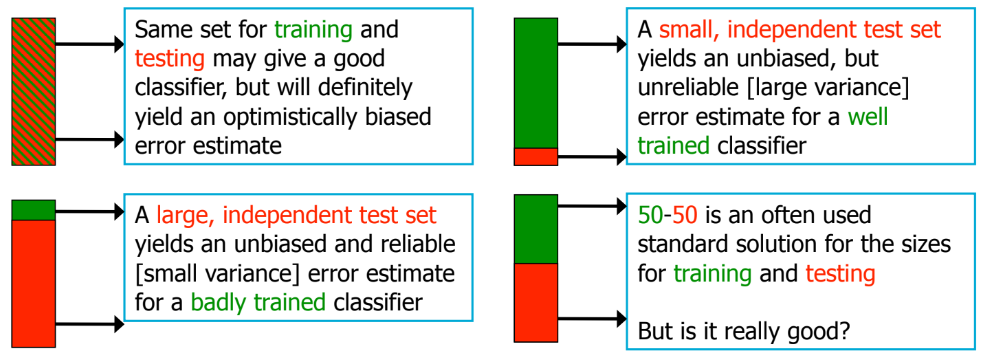 Same set for training and
testing may give a good
classifier, but will definitely
yield an optimistically biased
error estimate
A small, independent test set
yields an unbiased, but
unreliable [large variance]
error estimate for a well
trained classifier
A large, independent test set
yields an unbiased and reliable
[small variance] error estimate
for a badly trained classifier
50-50 is an often used
standard solution for the sizes
for training and testing
But is it really good?